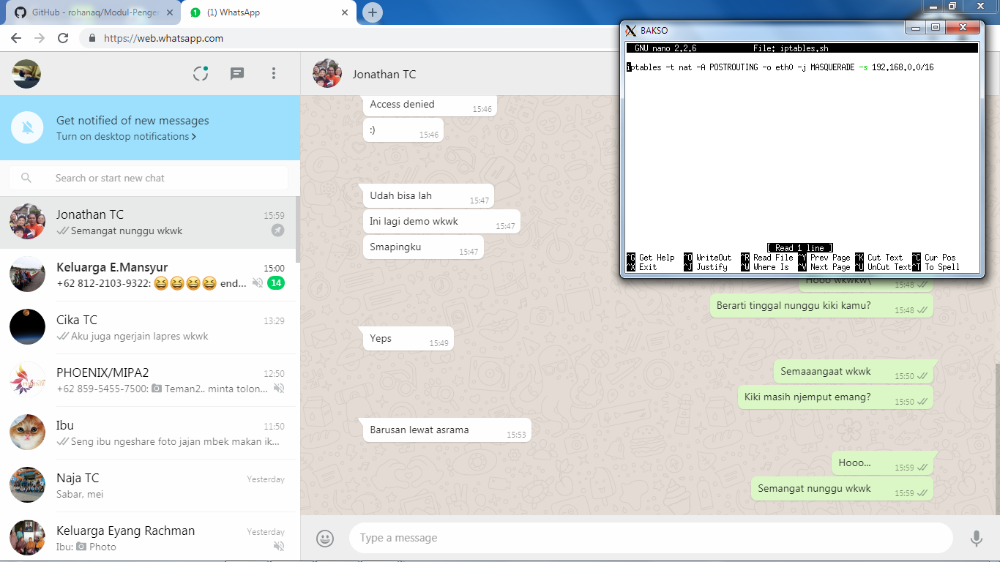 GitHub - rohanaq/Modul-Penge
(1) WhatsApp
https://web.whatsapp.com
Get notified of new messages
Turn on desktop notifications >
Search or start new chat
Jonathan TC
15:59
Semangat nunggu wkwk
Keluarga E.Mansyur
15:00
+62 812-2103-9322: 😆😆😆😆 end...
14
Cika TC
13:29
Aku juga ngerjain lapres wkwk
PHOENIX/MIPA2
12:50
+62 859-5455-7500: 📷 Teman2.. minta tolon...
Ibu
11:50
Seng ibu ngeshare foto jajan mbek makan ik...
Naja TC
Yesterday
Sabar, mei
Keluarga Eyang Rachman
Yesterday
Ibu: 📷 Photo
Jonathan TC
Access denied
15:46
:)
15:46
Udah bisa lah
15:47
Ini lagi demo wkwk
15:47
Smapingku
15:47
Hooo wkwkw\
15:48
Berarti tinggal nunggu kiki kamu?
15:48
Yeps
15:49
Semaaangaat wkwk
15:50
Kiki masih njemput emang?
15:50
Barusan lewat asrama
15:53
Hooo...
15:59
Semangat nunggu wkwk
15:59
Type a message
BAKSO
GNU nano 2.2.6 File: iptables.sh
iptables -t nat -A POSTROUTING -o eth0 -j MASQUERADE -s 192.168.0.0/16
[ Read 1 line ]
^G Get Help ^O WriteOut ^R Read File ^Y Prev Page ^K Cut Text ^C Cur Pos
^X Exit ^J Justify ^W Where Is ^V Next Page ^U UnCut Text ^T To Spell